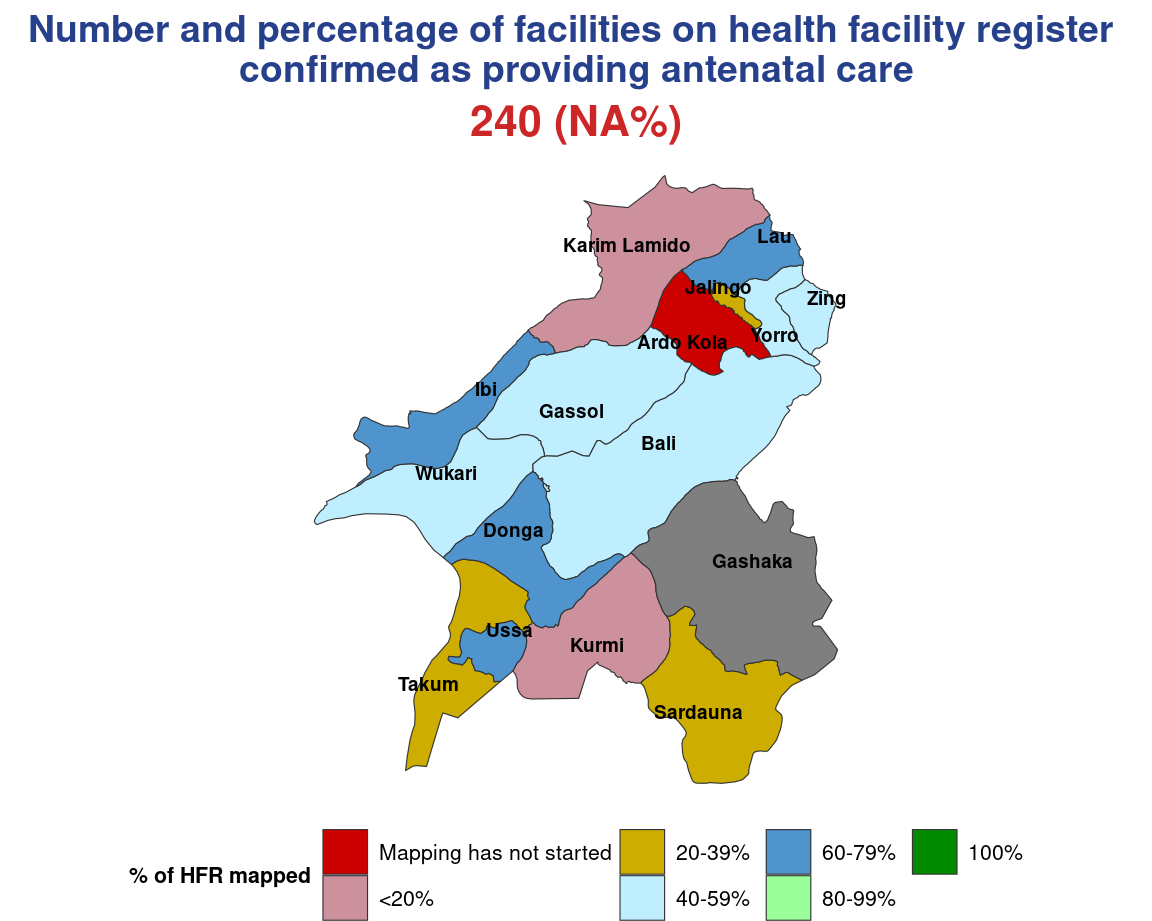 Number and percentage of facilities on health facility register
confirmed as providing antenatal care
240 (NA%)
Karim Lamido
Lau
Jalingo
Zing
Ardo Kola
Yorro
Ibi
Gassol
Bali
Wukari
Donga
Gashaka
Ussa
Kurmi
Takum
Sardauna
% of HFR mapped
Mapping has not started
<20%
20-39%
40-59%
60-79%
80-99%
100%